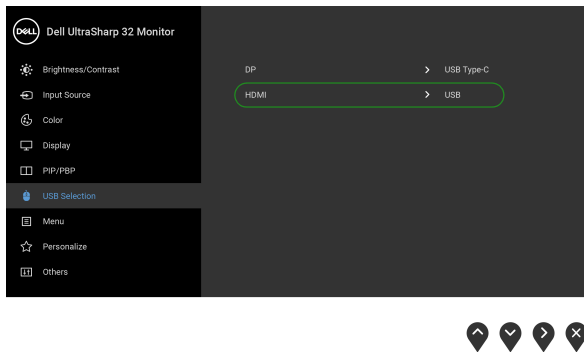 DELL Dell UltraSharp 32 Monitor
Brightness/Contrast
Input Source
Color
Display
PIP/PBP
USB Selection
Menu
Personalize
Others
DP > USB Type-C
HDMI > USB